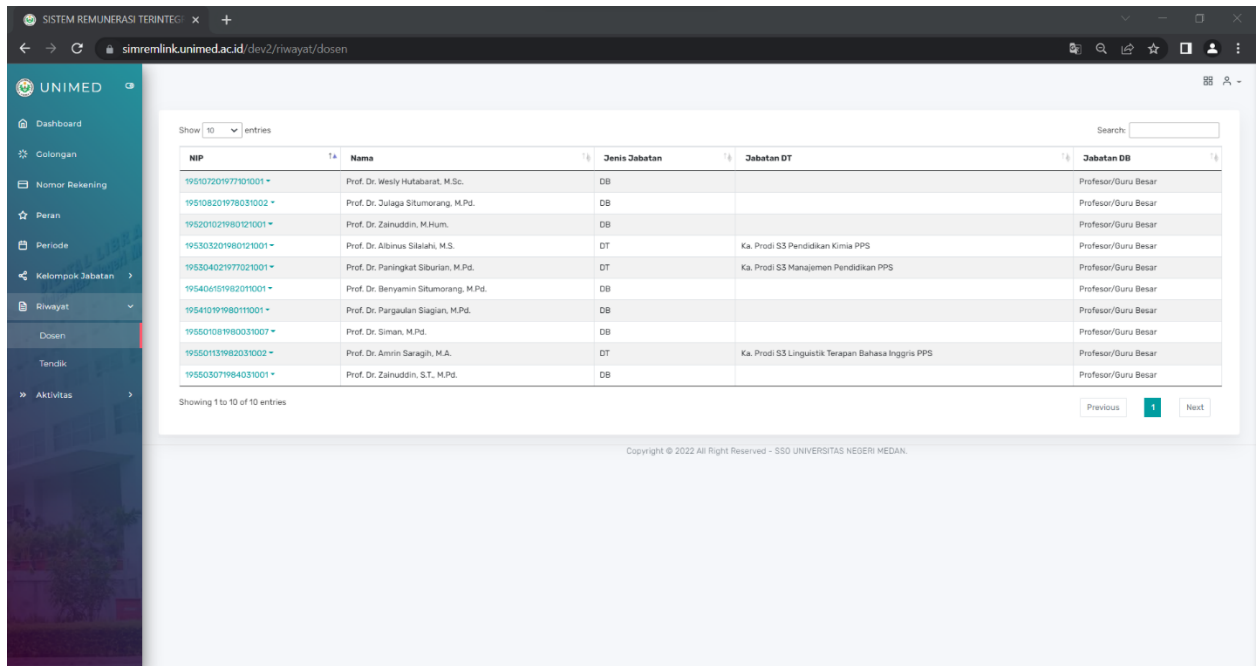 SISTEM REMUNERASI TERINTEG
simremlink.unimed.ac.id/dev2/riwayat/dosen
UNIMED
Dashboard
Golongan
Nomor Rekening
Peran
Periode
Kelompok Jabatan
Riwayat
Dosen
Tendik
Aktivitas
Show 10 entries
Search:
NIP Nama Jenis Jabatan Jabatan DT Jabatan DB
195107201977101001 Prof. Dr. Wesly Hutabarat, M.Sc. DB Profesor/Guru Besar
195108201978031002 Prof. Dr. Julaga Situmorang, M.Pd. DB Profesor/Guru Besar
195201021980121001 Prof. Dr. Zainuddin, M.Hum. DB Profesor/Guru Besar
195303201980121001 Prof. Dr. Albinus Silalahi, M.S. DT Ka. Prodi S3 Pendidikan Kimia PPS Profesor/Guru Besar
195304021977021001 Prof. Dr. Paningkat Siburian, M.Pd. DT Ka. Prodi S3 Manajemen Pendidikan PPS Profesor/Guru Besar
195406151982011001 Prof. Dr. Benyamin Situmorang, M.Pd. DB Profesor/Guru Besar
195410191980111001 Prof. Dr. Pargaulan Siagian, M.Pd. DB Profesor/Guru Besar
195501081980031007 Prof. Dr. Siman, M.Pd. DB Profesor/Guru Besar
195501131982031002 Prof. Dr. Amrin Saragih, M.A. DT Ka. Prodi S3 Linguistik Terapan Bahasa Inggris PPS Profesor/Guru Besar
195503071984031001 Prof. Dr. Zainuddin, S.T., M.Pd. DB Profesor/Guru Besar
Showing 1 to 10 of 10 entries
Previous 1 Next
Copyright © 2022 All Right Reserved - SSD UNIVERSITAS NEGERI MEDAN.